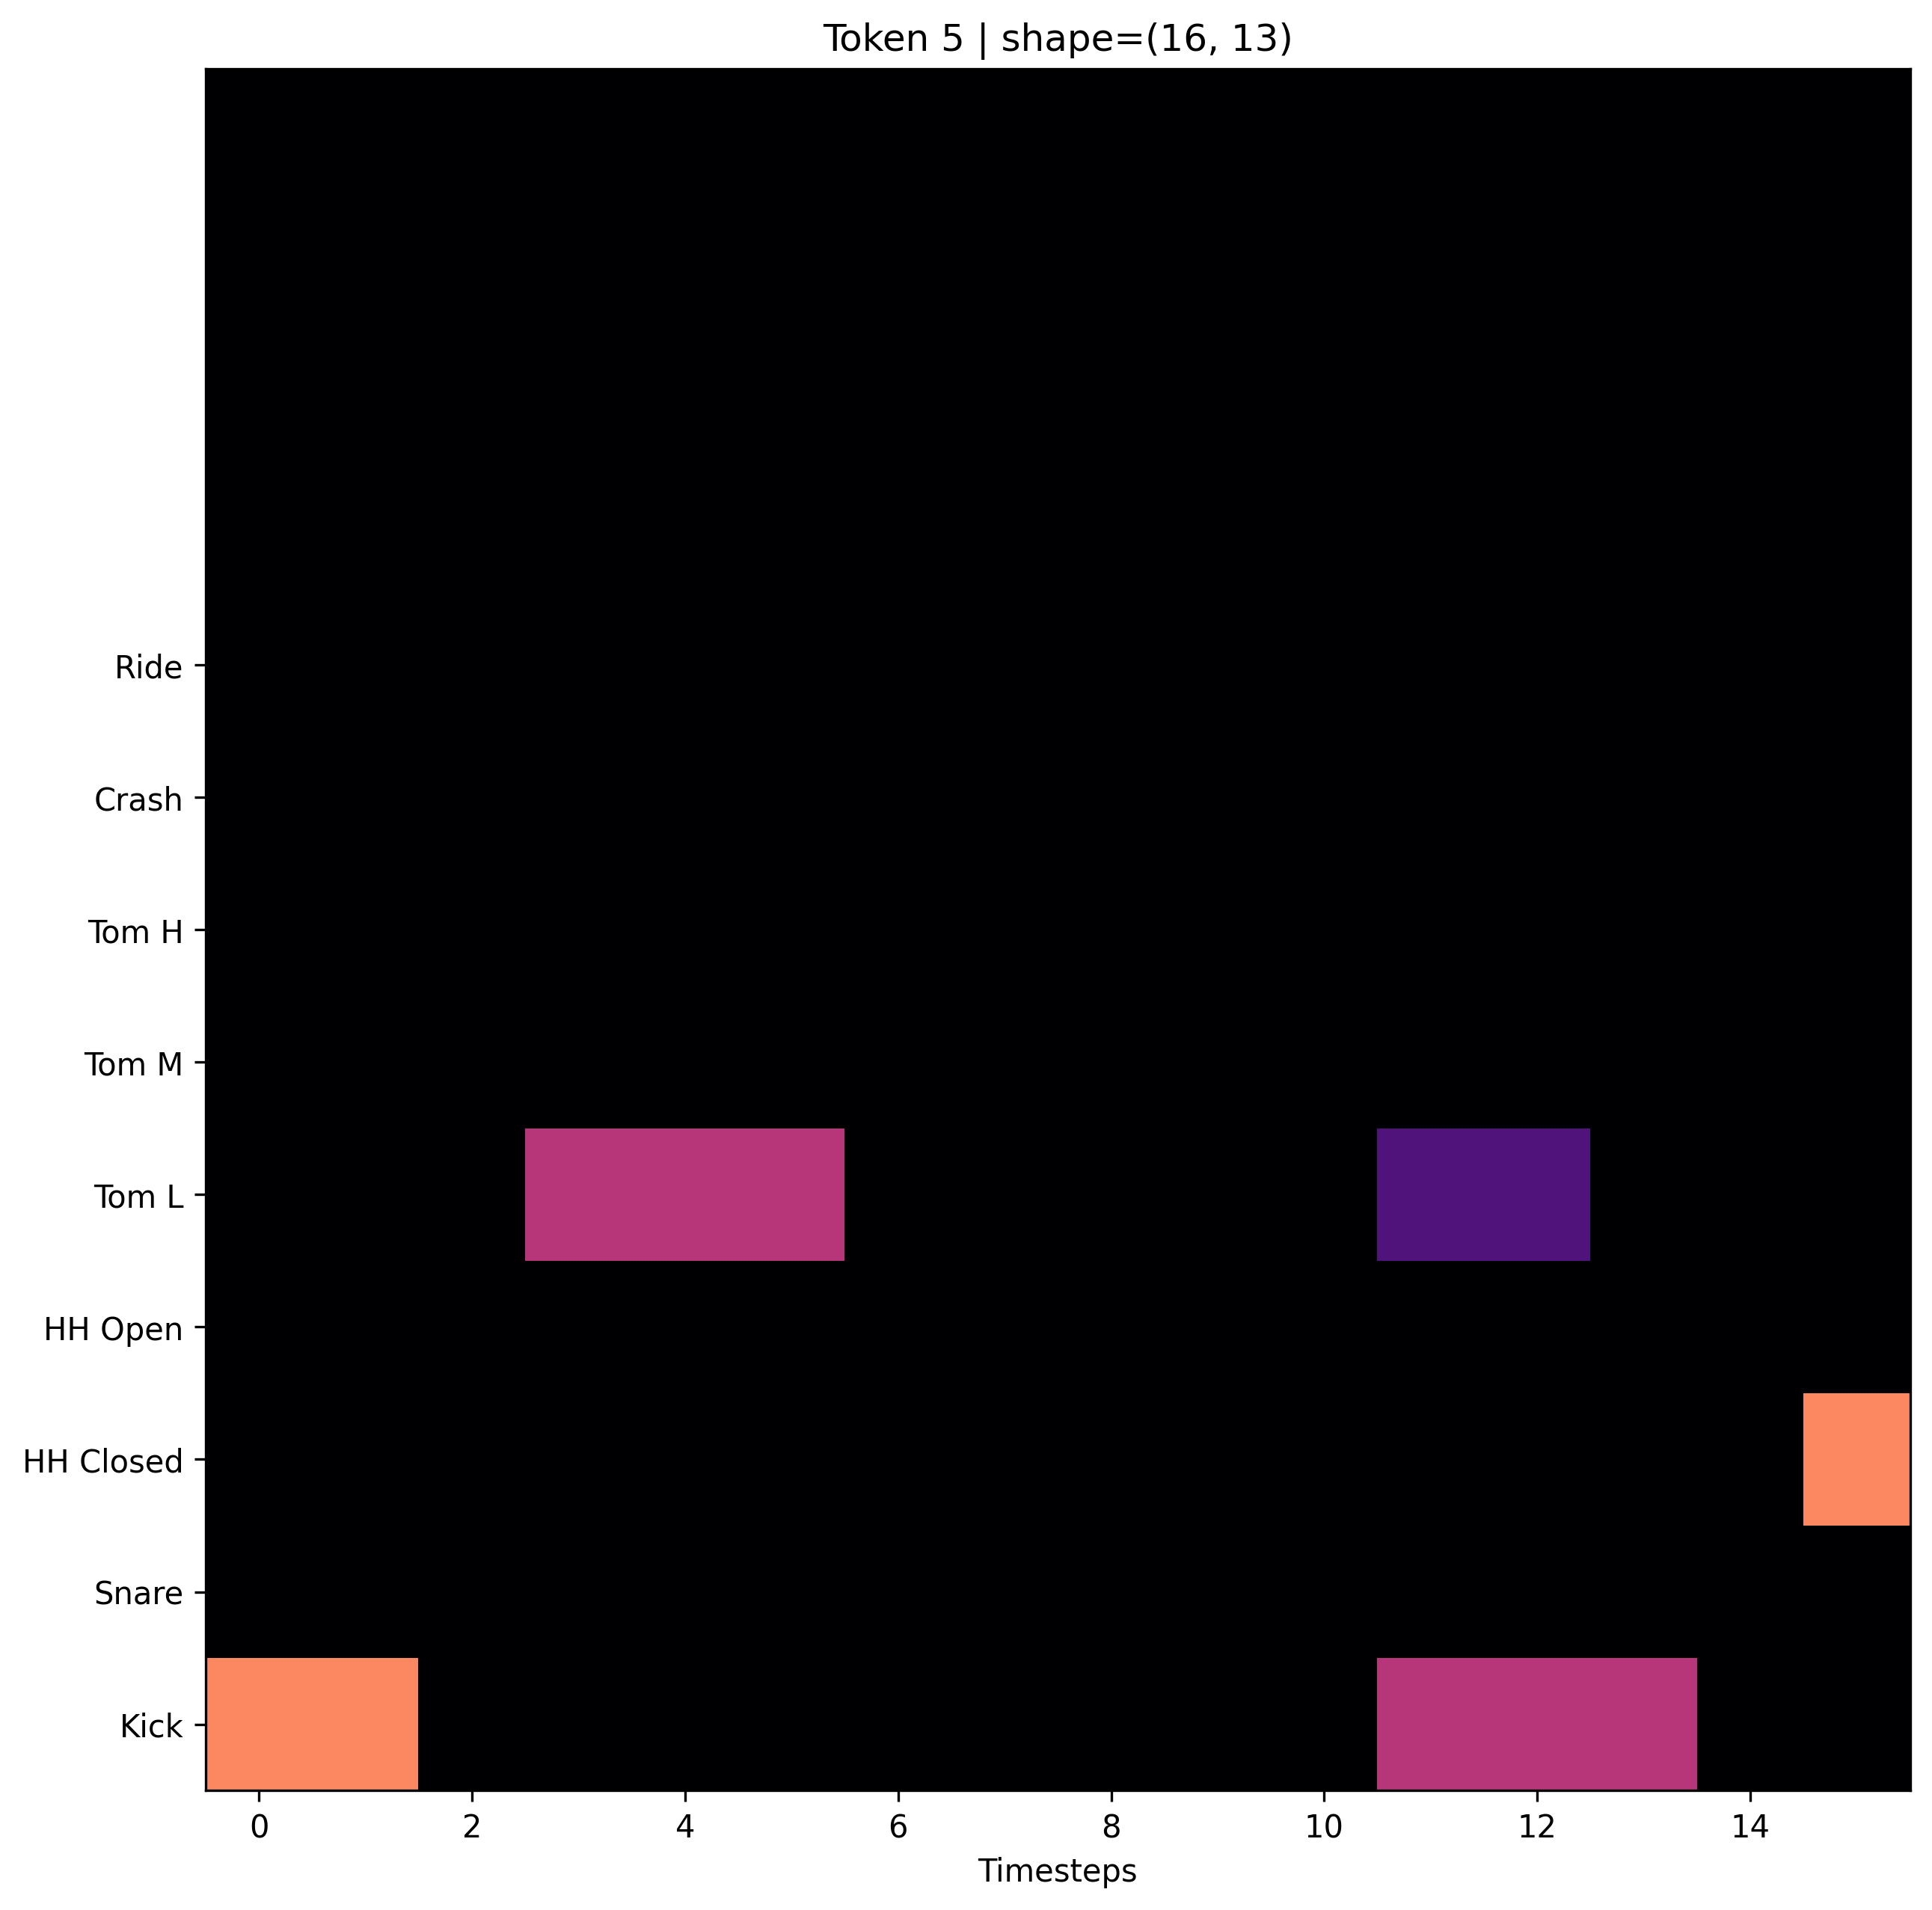 Token 5 | shape=(16, 13)
Ride
Crash
Tom H
Tom M
Tom L
HH Open
HH Closed
Snare
Kick
0 2 4 6 8 10 12 14
Timesteps